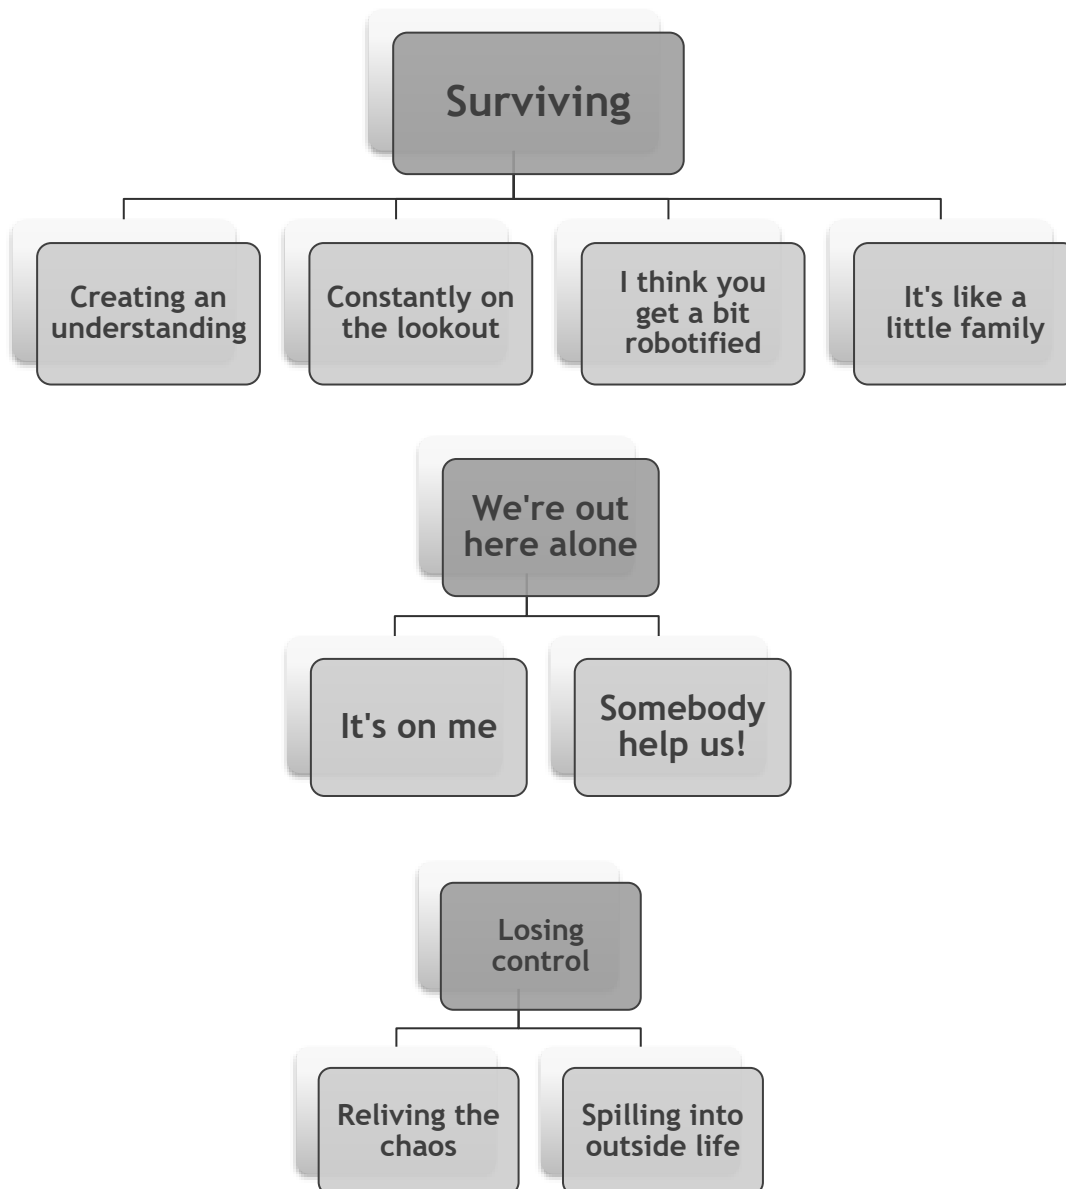 Surviving
Creating an
understanding
Constantly on
the lookout
I think you
get a bit
robotified
It's like a
little family
We're out
here alone
It's on me
Somebody
help us!
Losing
control
Reliving the
chaos
Spilling into
outside life